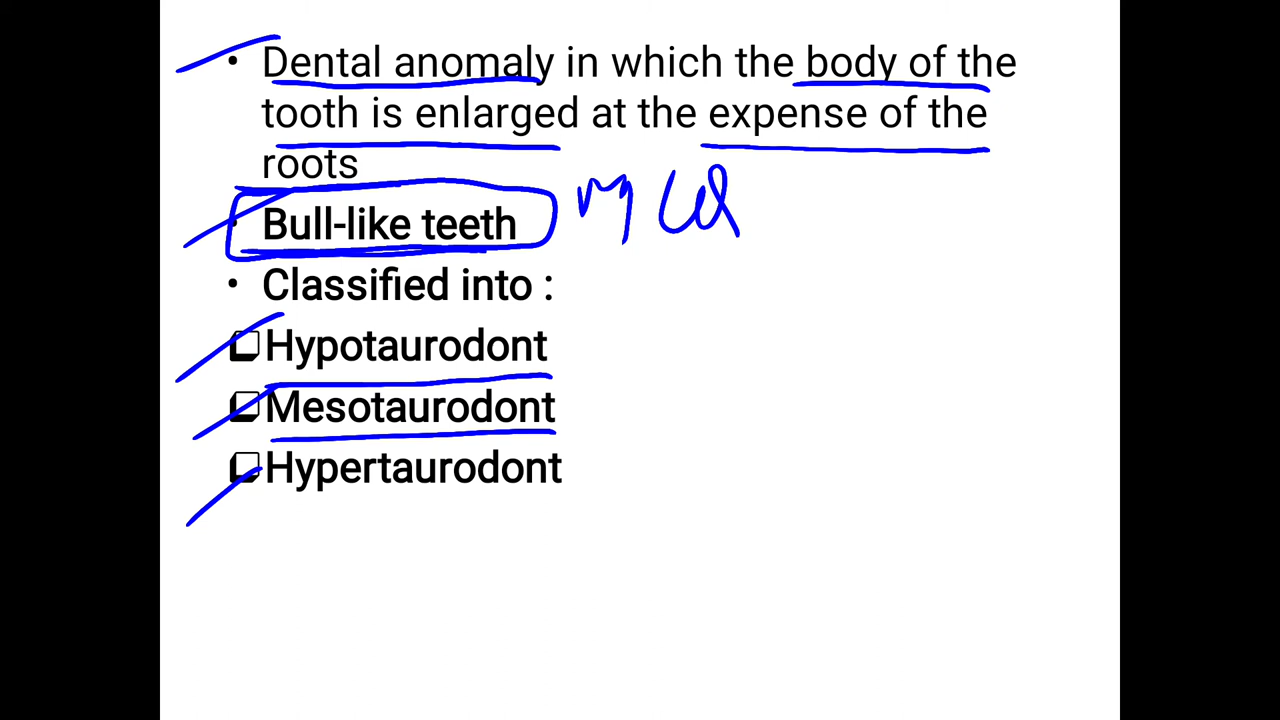 • Dental anomaly in which the body of the
tooth is enlarged at the expense of the
roots
• Bull-like teeth
• Classified into :
❑Hypotaurodont
❑Mesotaurodont
❑Hypertaurodont